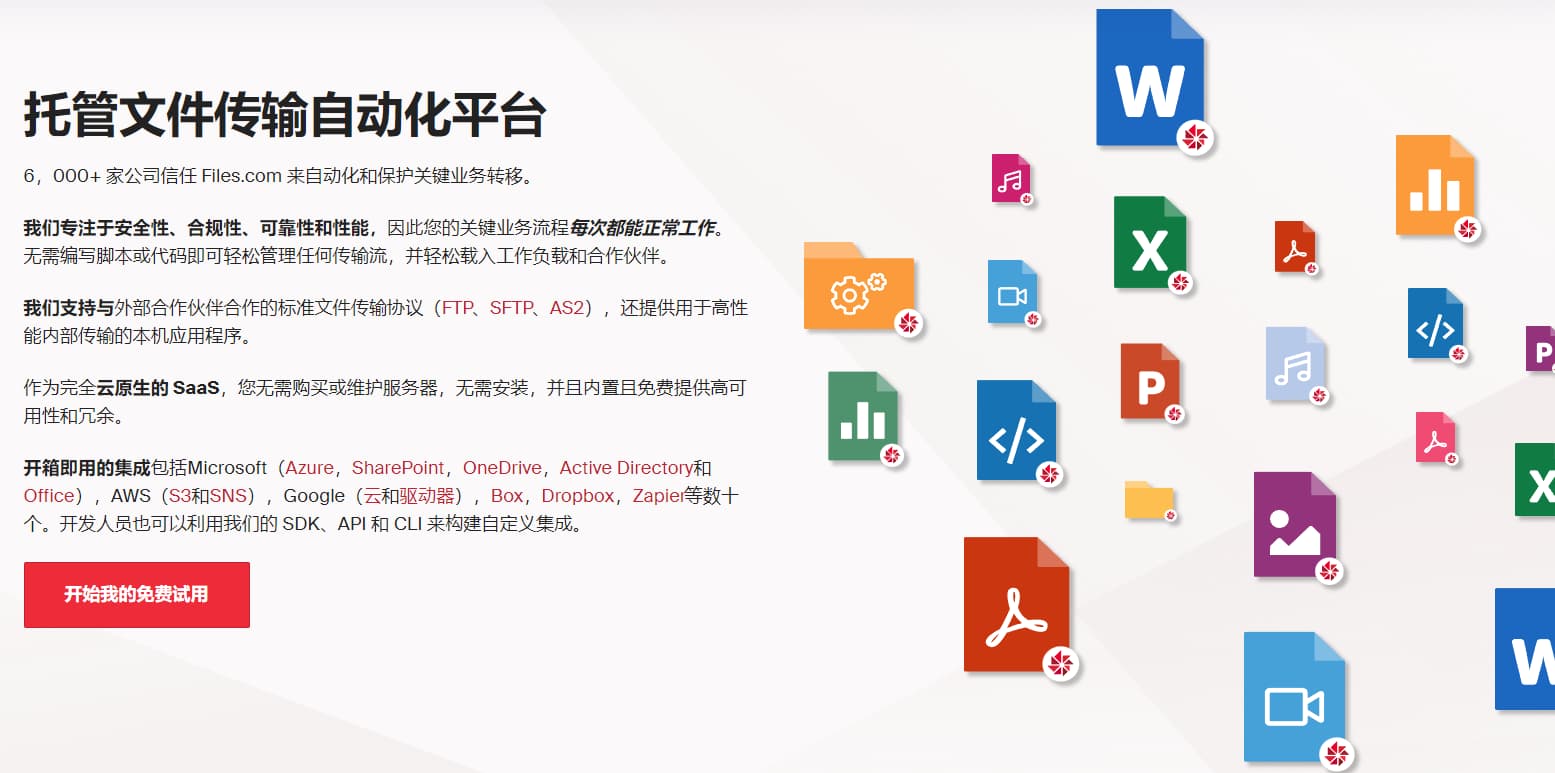 托管文件传输自动化平台
6，000+ 家公司信任 Files.com 来自动化和保护关键业务转移。
我们专注于安全性、合规性、可靠性和性能，因此您的关键业务流程每次都能正常工作。
无需编写脚本或代码即可轻松管理任何传输流，并轻松载入工作负载和合作伙伴。
我们支持与外部合作伙伴合作的标准文件传输协议（FTP、SFTP、AS2），还提供用于高性
能内部传输的本机应用程序。
作为完全云原生的 SaaS，您无需购买或维护服务器，无需安装，并且内置且免费提供高可
用性和冗余。
开箱即用的集成包括Microsoft（Azure，SharePoint，OneDrive，Active Directory和
Office），AWS（S3和SNS），Google（云和驱动器），Box，Dropbox，Zapier等数十
个。开发人员也可以利用我们的 SDK、API 和 CLI 来构建自定义集成。
开始我的免费试用
W
X
</>
P
P
</>
X
W